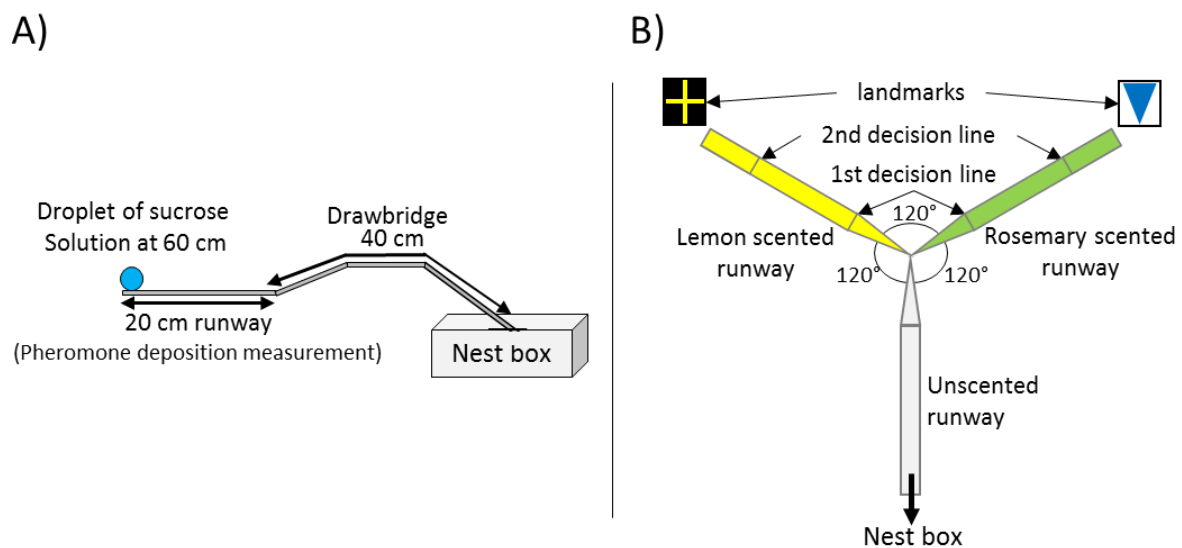 A)
Droplet of sucrose
Solution at 60 cm
Drawbridge
40 cm
20 cm runway
(Pheromone deposition measurement)
Nest box
B)
landmarks
2nd decision line
1st decision line
120°
Lemon scented
runway
Rosemary scented
runway
120°
120°
Unscented
runway
Nest box